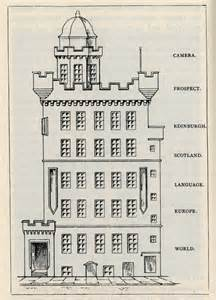 CAMERA.
PROSPECT.
EDINBURGH.
SCOTLAND.
LANGUAGE.
EUROPE.
WORLD.